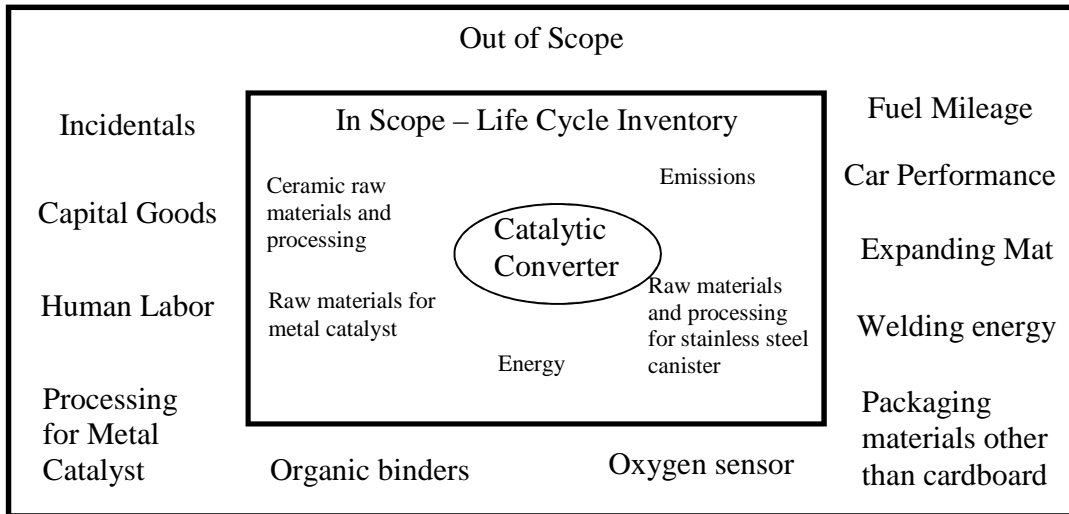 Out of Scope
Incidentals
Capital Goods
Human Labor
Processing
for Metal
Catalyst
In Scope – Life Cycle Inventory
Ceramic raw
materials and
processing
Raw materials for
metal catalyst
Catalytic
Converter
Energy
Emissions
Raw materials
and processing
for stainless steel
canister
Organic binders
Oxygen sensor
Fuel Mileage
Car Performance
Expanding Mat
Welding energy
Packaging
materials other
than cardboard